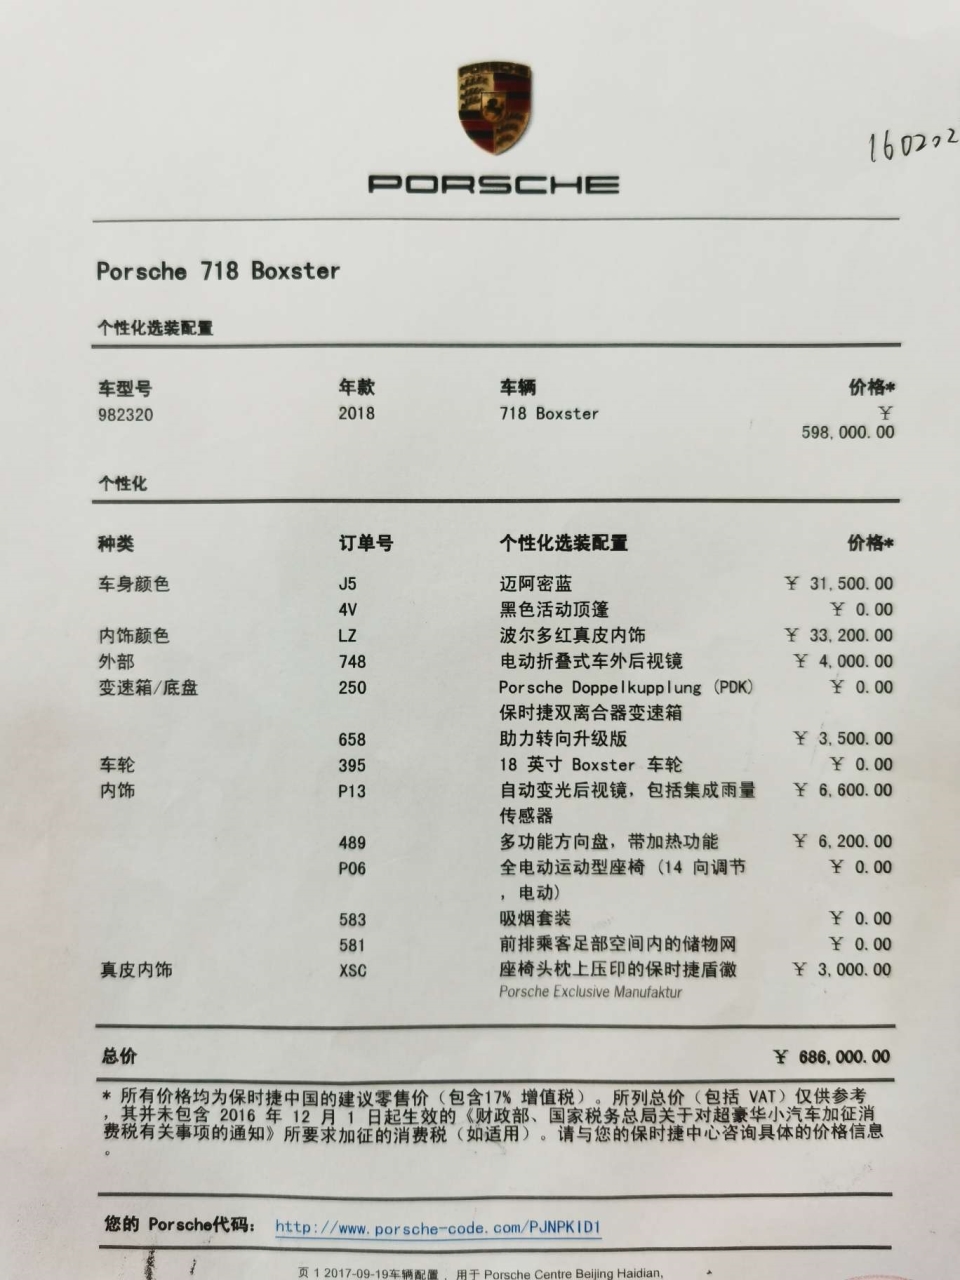 PORSCHE
160202
PORSCHE
Porsche 718 Boxster
个性化选装配置
车型号 年款 车辆 价格*
982320 2018 718 Boxster ¥
598,000.00
个性化
种类 订单号 个性化选装配置 价格*
车身颜色 J5 迈阿密蓝 ¥ 31,500.00
4V 黑色活动顶篷 ¥ 0.00
内饰颜色 LZ 波尔多红真皮内饰 ¥ 33,200.00
外部 748 电动折叠式车外后视镜 ¥ 4,000.00
变速箱/底盘 250 Porsche Doppelkupplung (PDK) ¥ 0.00
保时捷双离合器变速箱
658 助力转向升级版 ¥ 3,500.00
车轮 395 18 英寸 Boxster 车轮 ¥ 0.00
内饰 P13 自动变光后视镜，包括集成雨量 ¥ 6,600.00
传感器
489 多功能方向盘，带加热功能 ¥ 6,200.00
P06 全电动运动型座椅 (14 向调节 ¥ 0.00
，电动)
583 吸烟套装 ¥ 0.00
581 前排乘客足部空间内的储物网 ¥ 0.00
真皮内饰 XSC 座椅头枕上压印的保时捷盾徽 ¥ 3,000.00
Porsche Exclusive Manufaktur
总价 ¥ 686,000.00
* 所有价格均为保时捷中国的建议零售价（包含17% 增值税）。所列总价（包括 VAT）仅供参考
，其并未包含 2016 年 12 月 1 日起生效的《财政部、国家税务总局关于对超豪华小汽车加征消
费税有关事项的通知》所要求加征的消费税（如适用）。请与您的保时捷中心咨询具体的价格信息
。
您的 Porsche代码： http://www.porsche-code.com/PJNPKID1
页 1 2017-09-19车辆配置，用于 Porsche Centre Beijing Haidian,